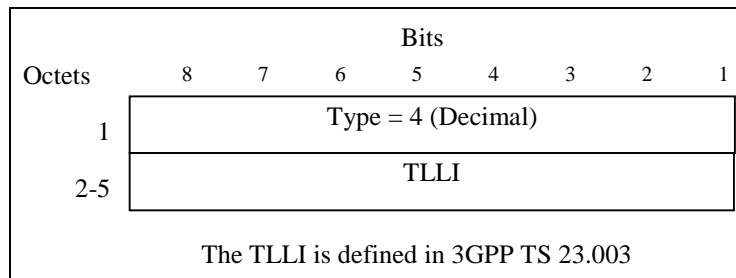 Bits
Octets 8 7 6 5 4 3 2 1
1 Type = 4 (Decimal)
2-5 TLLI
The TLLI is defined in 3GPP TS 23.003